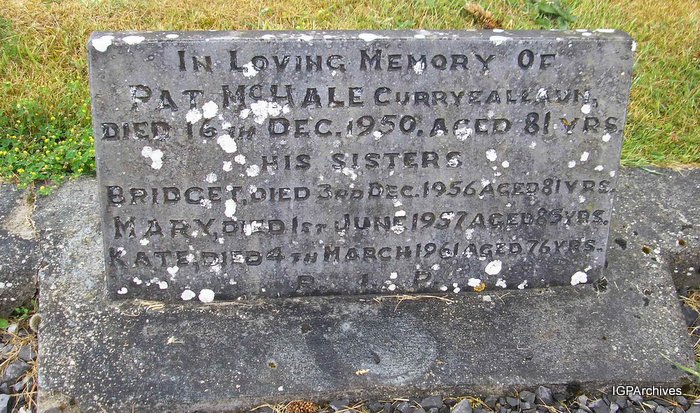 In Loving Memory Of
Pat McHale Curryeallaun,
Died 16th Dec. 1950. Aged 81 yrs.
His Sisters
Bridget, Died 3rd Dec. 1956 Aged 81 yrs.
Mary, Died 1st June 1957 Aged 85 yrs.
Kate, Died 4th March 1961 Aged 76 yrs.
R. I. P.
IGPArchives